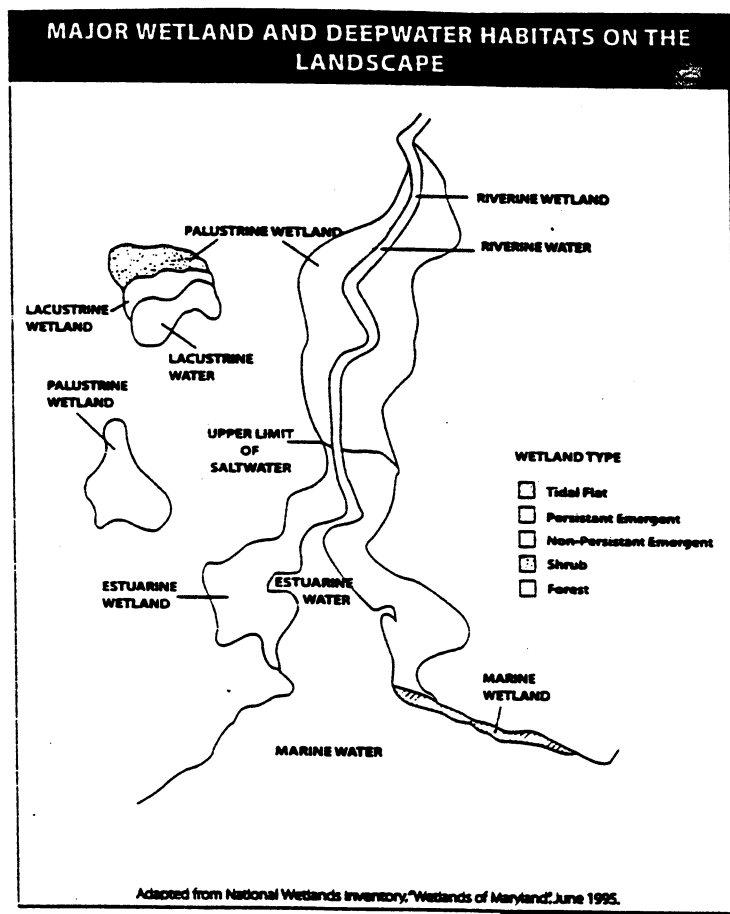 MAJOR WETLAND AND DEEPWATER HABITATS ON THE
LANDSCAPE
RIVERINE WETLAND
PALUSTRINE WETLAND
RIVERINE WATER
LACUSTRINE
WETLAND
LACUSTRINE
WATER
PALUSTRINE
WETLAND
UPPER LIMIT
OF
SALTWATER
WETLAND TYPE
Tidal Flat
Persistant Emergent
Non-Persistant Emergent
Shrub
Forest
ESTUARINE
WETLAND
ESTUARINE
WATER
MARINE
WETLAND
MARINE WATER
Adapted from National Wetlands Inventory, "Wetlands of Maryland", June 1995.